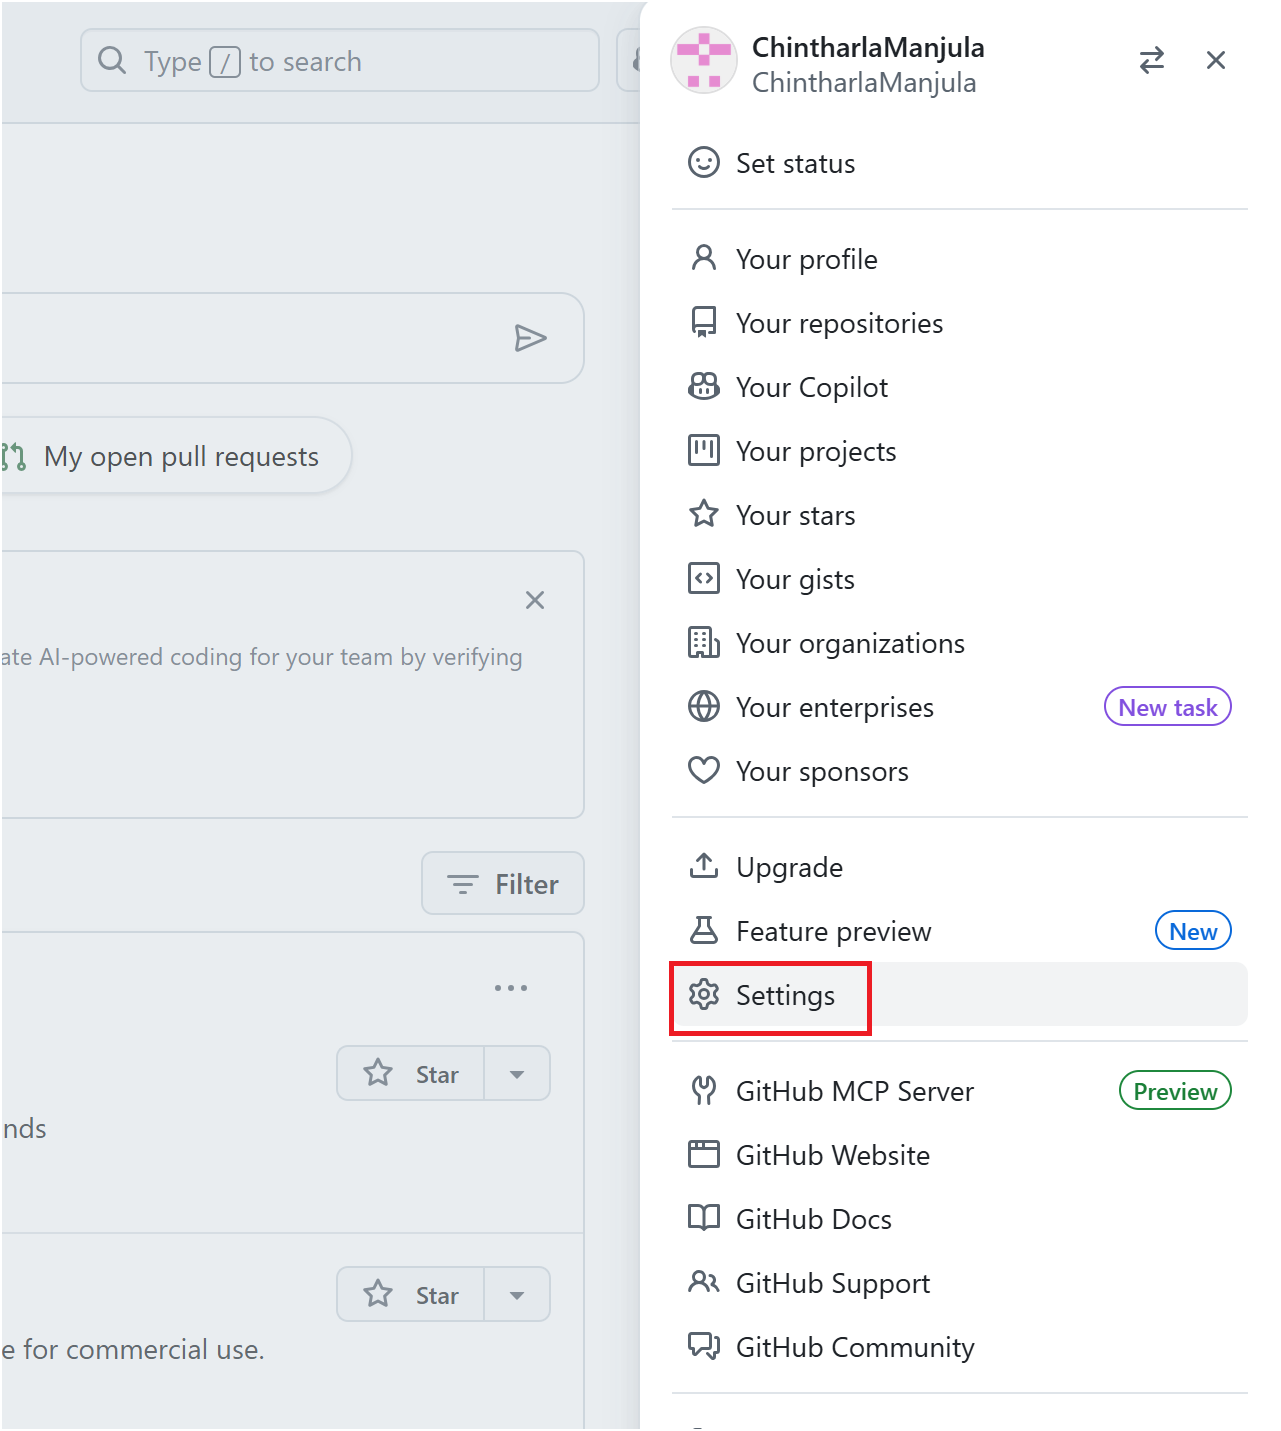 Type / to search
ChintharlaManjula
ChintharlaManjula
Set status
Your profile
Your repositories
Your Copilot
My open pull requests
Your projects
Your stars
Your gists
ate AI-powered coding for your team by verifying
Your organizations
Your enterprises New task
Your sponsors
Upgrade
Filter
Feature preview New
Settings
Star
GitHub MCP Server Preview
nds
GitHub Website
GitHub Docs
Star
GitHub Support
e for commercial use.
GitHub Community